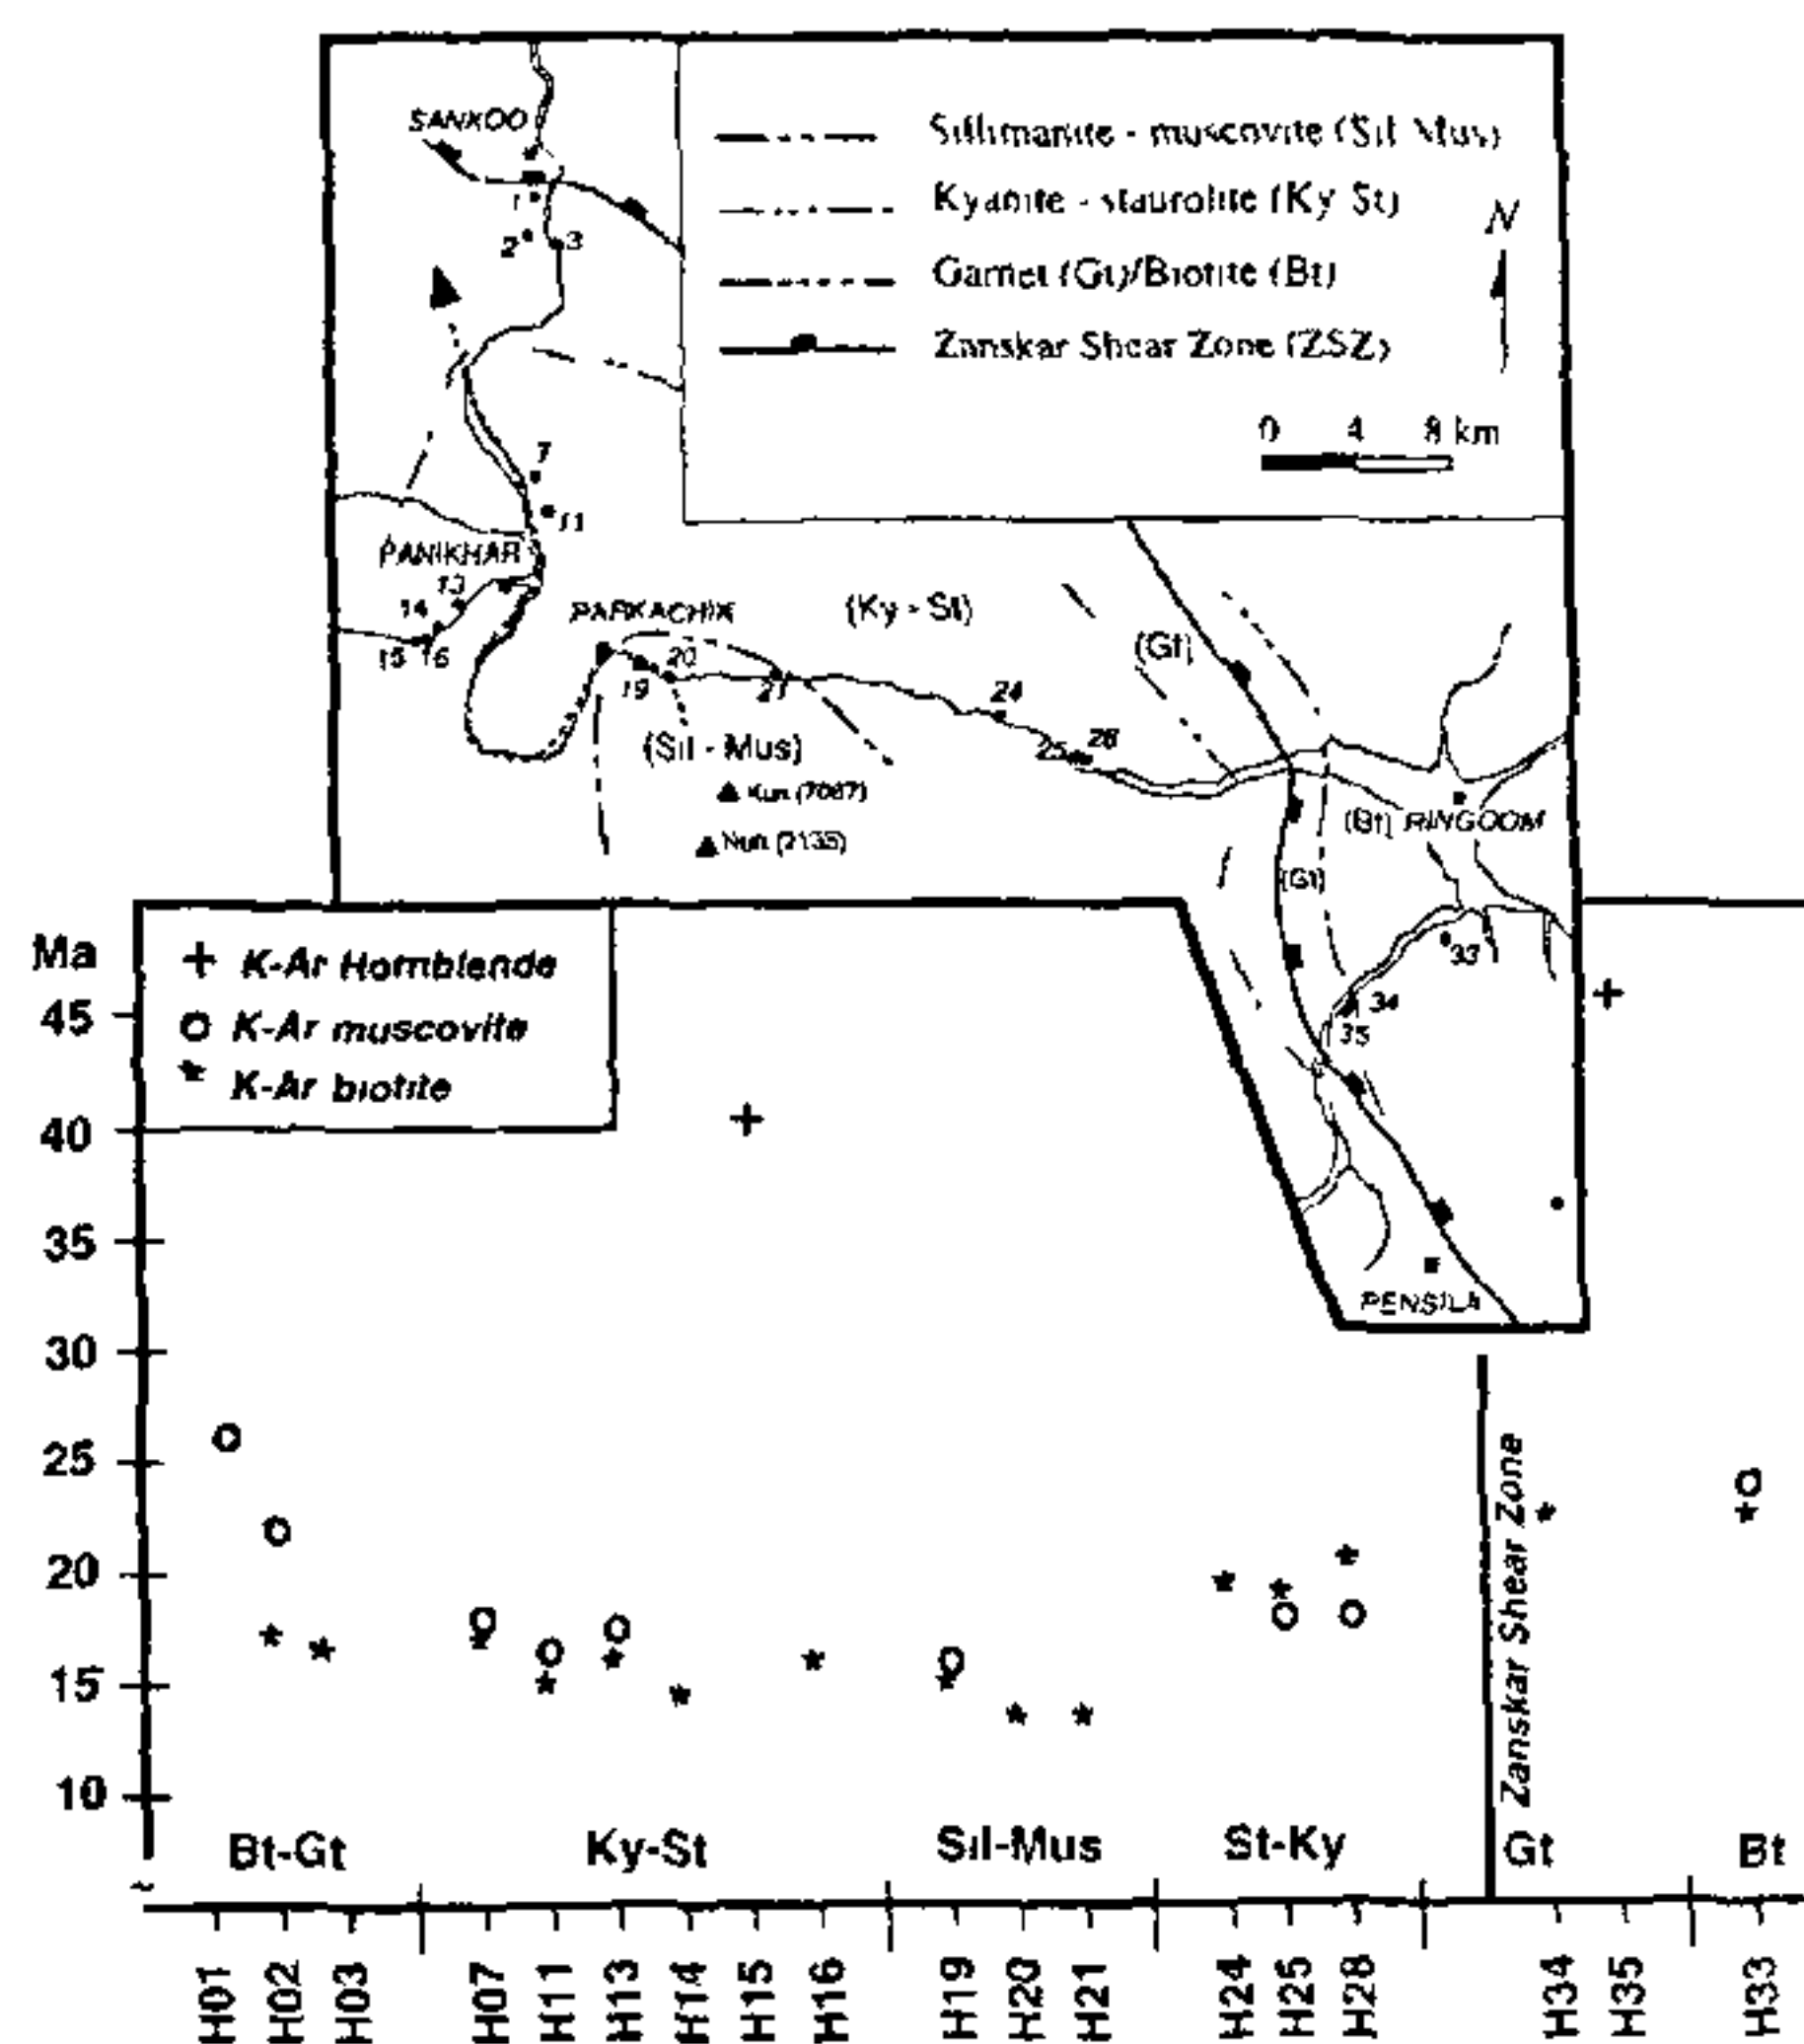 SANKOO
Sillimanite - muscovite (Sil Mus)
Kyanite - staurolite (Ky St)
Garnet (Gt)/Biotite (Bt)
Zanskar Shear Zone (ZSZ)
N
0 4 8 km
1
2 3
7
11
PANIKHAR
13
14
15 16
PARKACHIK
(Ky - St)
(Gt)
19 20
21
24
25 28
(Sil - Mus)
Kun (7087)
Nun (7135)
(Bt) RINGDOM
(Gt)
33
34
35
PENSILA
Ma
+ K-Ar Hornblende
K-Ar muscovite
K-Ar biotite
45
40
35
30
25
20
15
10
Zanskar Shear Zone
Bt-Gt Ky-St Sil-Mus St-Ky Gt Bt
H01 H02 H03 H07 H11 H13 H14 H15 H16 H19 H20 H21 H24 H25 H28 H34 H35 H33